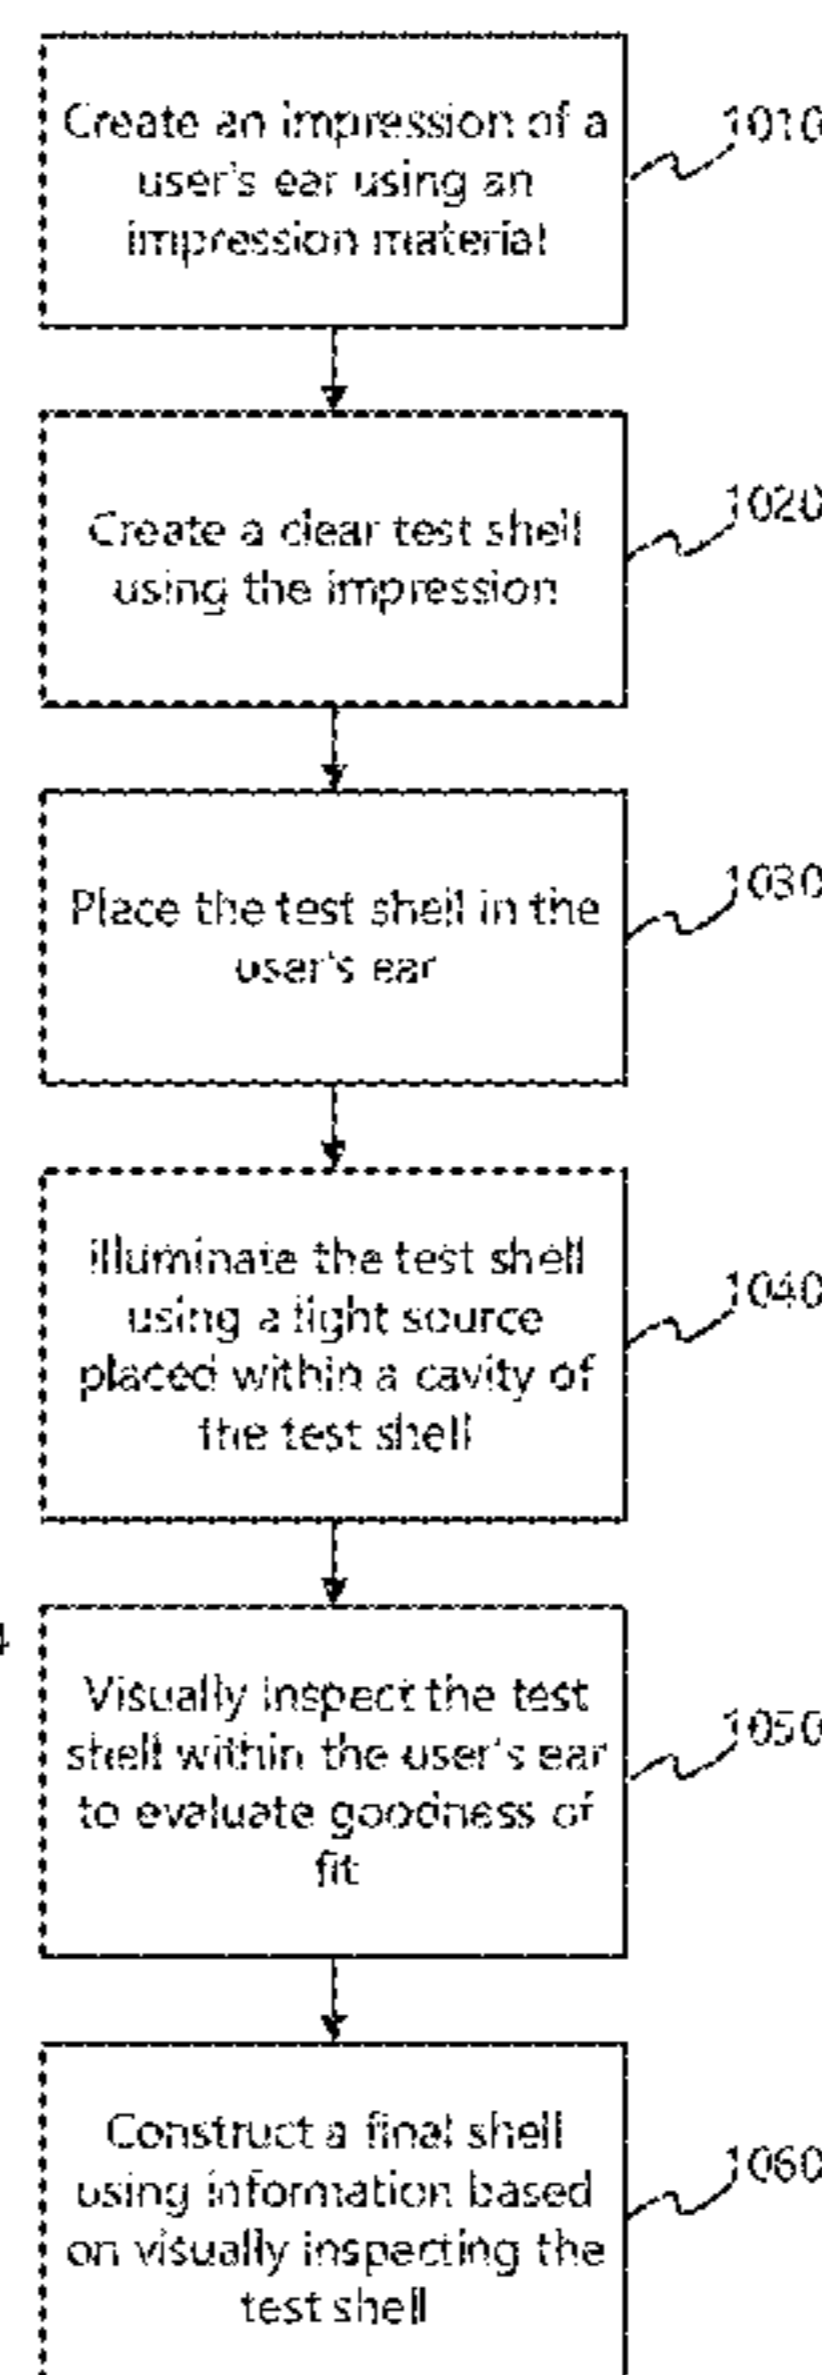 Create an impression of a
user's ear using an
impression material
1010
Create a clear test shell
using the impression
1020
Place the test shell in the
user's ear
1030
illuminate the test shell
using a light source
placed within a cavity of
the test shell
1040
4
Visually inspect the test
shell within the user's ear
to evaluate goodness of
fit
1050
Construct a final shell
using information based
on visually inspecting the
test shell
1060